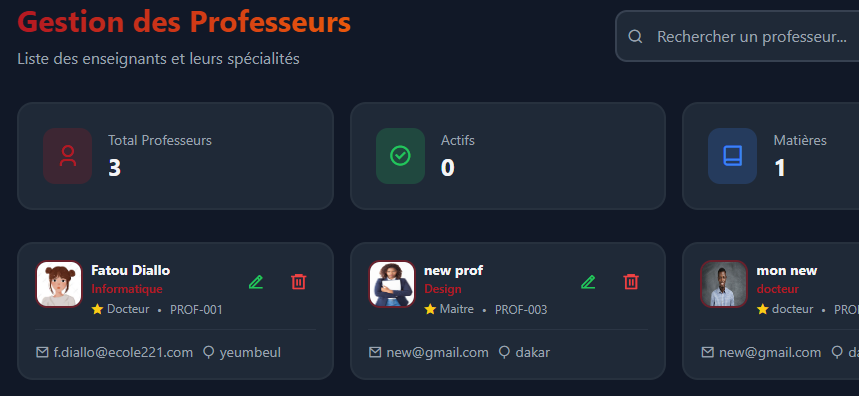 Gestion des Professeurs
Liste des enseignants et leurs spécialités
Rechercher un professeur...
Total Professeurs
3
Actifs
0
Matières
1
Fatou Diallo
Informatique
Docteur • PROF-001
f.diallo@ecole221.com yeumbeul
new prof
Design
Maitre • PROF-003
new@gmail.com dakar
mon new
docteur
docteur •
new@gmail.com